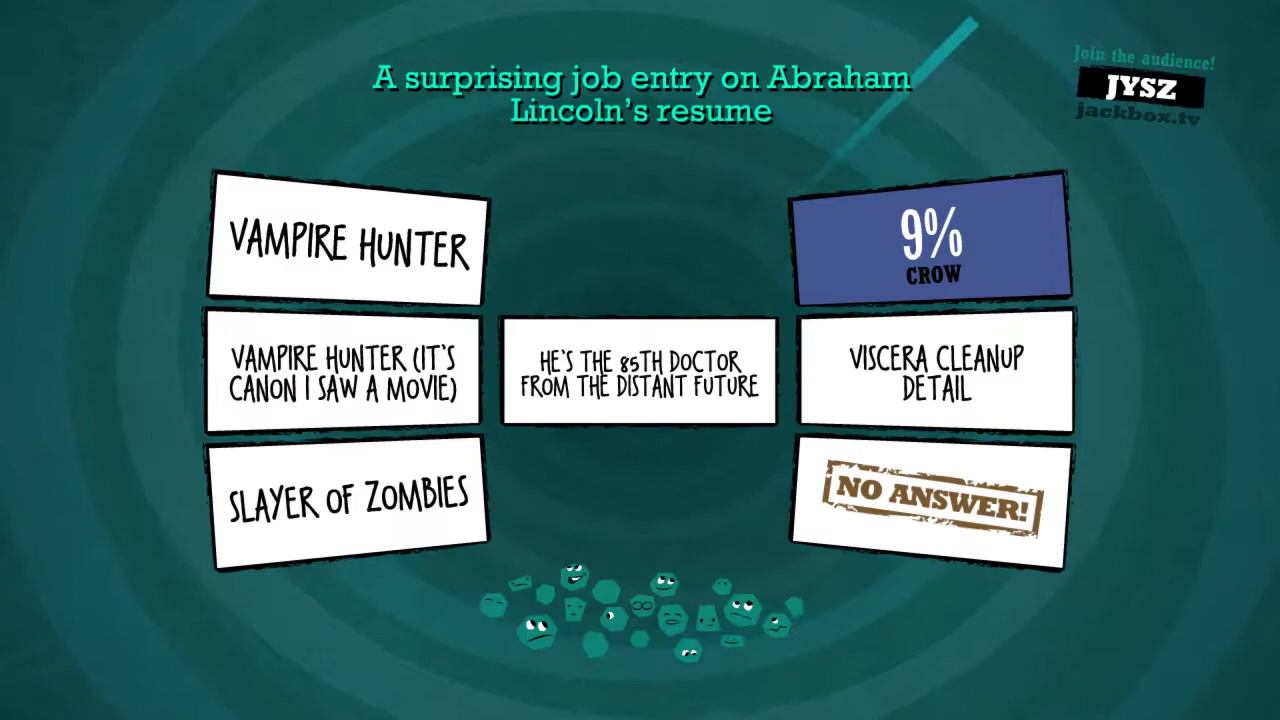 A surprising job entry on Abraham
Lincoln's resume
Join the audience!
JYSZ
jackbox.tv
VAMPIRE HUNTER
9%
CROW
VAMPIRE HUNTER (IT'S
CANON I SAW A MOVIE)
HE'S THE 85TH DOCTOR
FROM THE DISTANT FUTURE
VISCERA CLEANUP
DETAIL
SLAYER OF ZOMBIES
NO ANSWER!